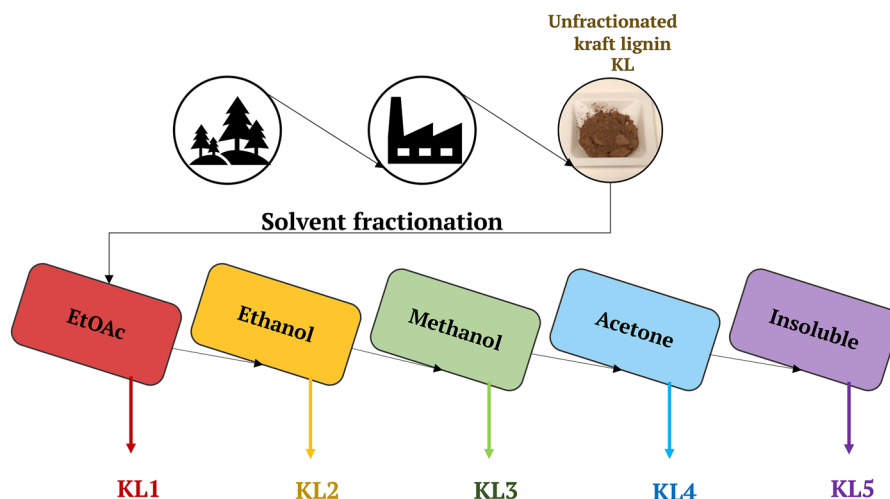 Unfractionated
kraft lignin
KL
Solvent fractionation
EtOAc
Ethanol
Methanol
Acetone
Insoluble
KL1
KL2
KL3
KL4
KL5